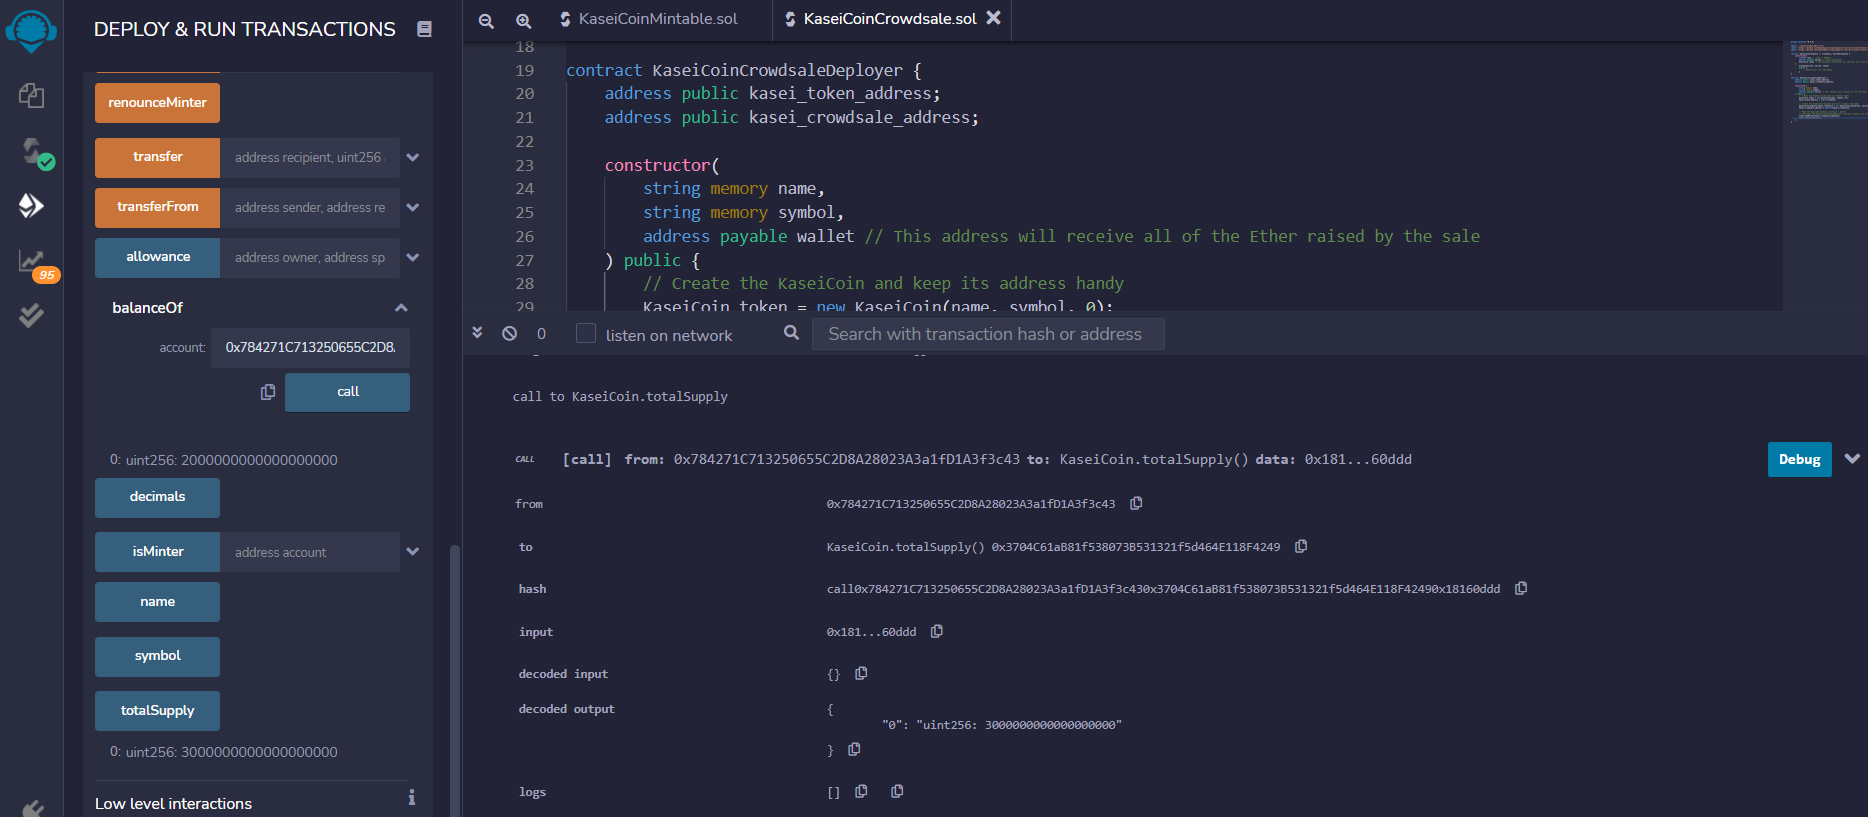 DEPLOY & RUN TRANSACTIONS
renounceMinter
transfer address recipient, uint256
transferFrom address sender, address re
allowance address owner, address sp
balanceOf
account: 0x784271C713250655C2D8
call
0: uint256: 2000000000000000000
decimals
isMinter address account
name
symbol
totalSupply
0: uint256: 3000000000000000000
Low level interactions
95
KaseiCoinMintable.sol KaseiCoinCrowdsale.sol
18
19 contract KaseiCoinCrowdsaleDeployer {
20 address public kasei_token_address;
21 address public kasei_crowdsale_address;
22
23 constructor(
24 string memory name,
25 string memory symbol,
26 address payable wallet // This address will receive all of the Ether raised by the sale
27 ) public {
28 // Create the KaseiCoin and keep its address handy
29 KaseiCoin token = new KaseiCoin(name, symbol, 0);
0 listen on network Search with transaction hash or address
call to KaseiCoin.totalSupply
CALL [call] from: 0x784271C713250655C2D8A28023A3a1fD1A3f3c43 to: KaseiCoin.totalSupply() data: 0x181...60ddd Debug
from 0x784271C713250655C2D8A28023A3a1fD1A3f3c43
to KaseiCoin.totalSupply() 0x3704C61aB81f538073B531321f5d464E118F4249
hash call0x784271C713250655C2D8A28023A3a1fD1A3f3c430x3704C61aB81f538073B531321f5d464E118F42490x18160ddd
input 0x181...60ddd
decoded input {}
decoded output {
"0": "uint256: 3000000000000000000"
}
logs []